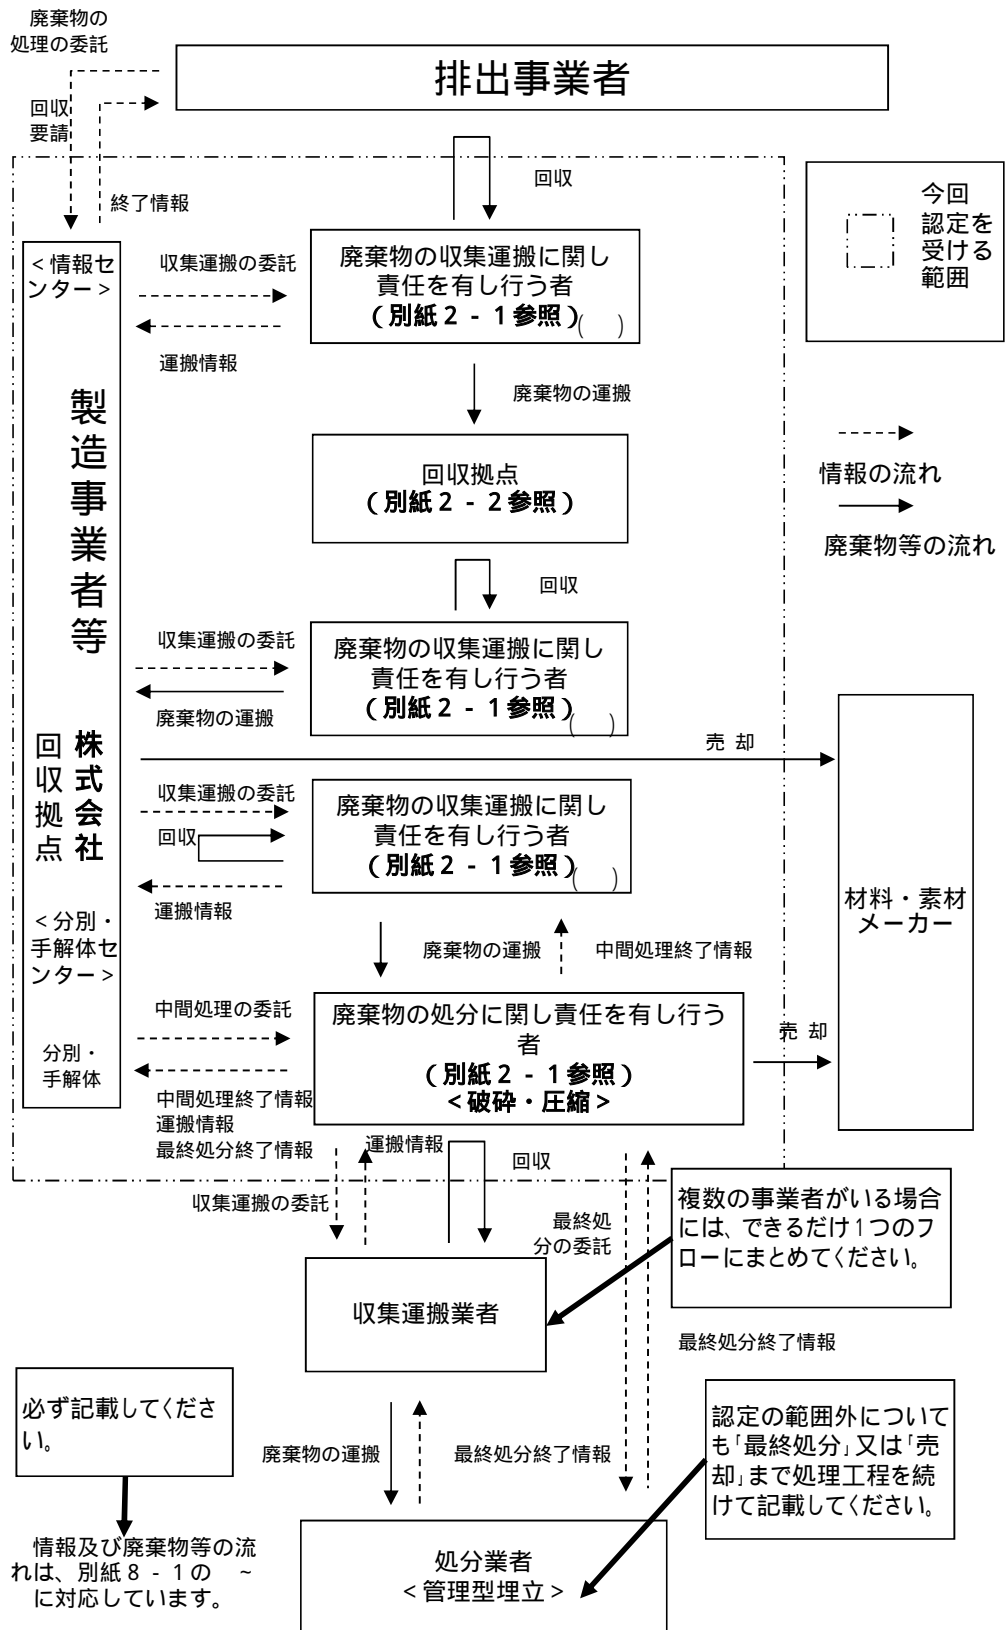 廃棄物の
処理の委託
排出事業者
回収
要請
終了情報
回収
今回
認定を
受ける
範囲
<情報セ
ンター>
製造事業者等
株式会社
回収拠点
<分別・
手解体セ
ンター>
分別・
手解体
収集運搬の委託
運搬情報
廃棄物の収集運搬に関し
責任を有し行う者
(別紙2-1参照)(　)
廃棄物の運搬
情報の流れ
廃棄物等の流れ
回収拠点
(別紙2-2参照)
回収
収集運搬の委託
廃棄物の運搬
廃棄物の収集運搬に関し
責任を有し行う者
(別紙2-1参照)(　)
売 却
収集運搬の委託
回収
運搬情報
廃棄物の収集運搬に関し
責任を有し行う者
(別紙2-1参照)(　)
材料・素材
メーカー
廃棄物の運搬
中間処理終了情報
中間処理の委託
中間処理終了情報
運搬情報
最終処分終了情報
廃棄物の処分に関し責任を有し行う
者
(別紙2-1参照)
<破砕・圧縮>
売 却
運搬情報
回収
収集運搬の委託
最終処
分の委託
複数の事業者がいる場合
には、できるだけ1つのフ
ローにまとめてください。
収集運搬業者
最終処分終了情報
必ず記載してくださ
い。
廃棄物の運搬
最終処分終了情報
認定の範囲外について
も「最終処分」又は「売
却」まで処理工程を続
けて記載してください。
情報及び廃棄物等の流
れは、別紙8-1の　~
に対応しています。
処分業者
<管理型埋立>